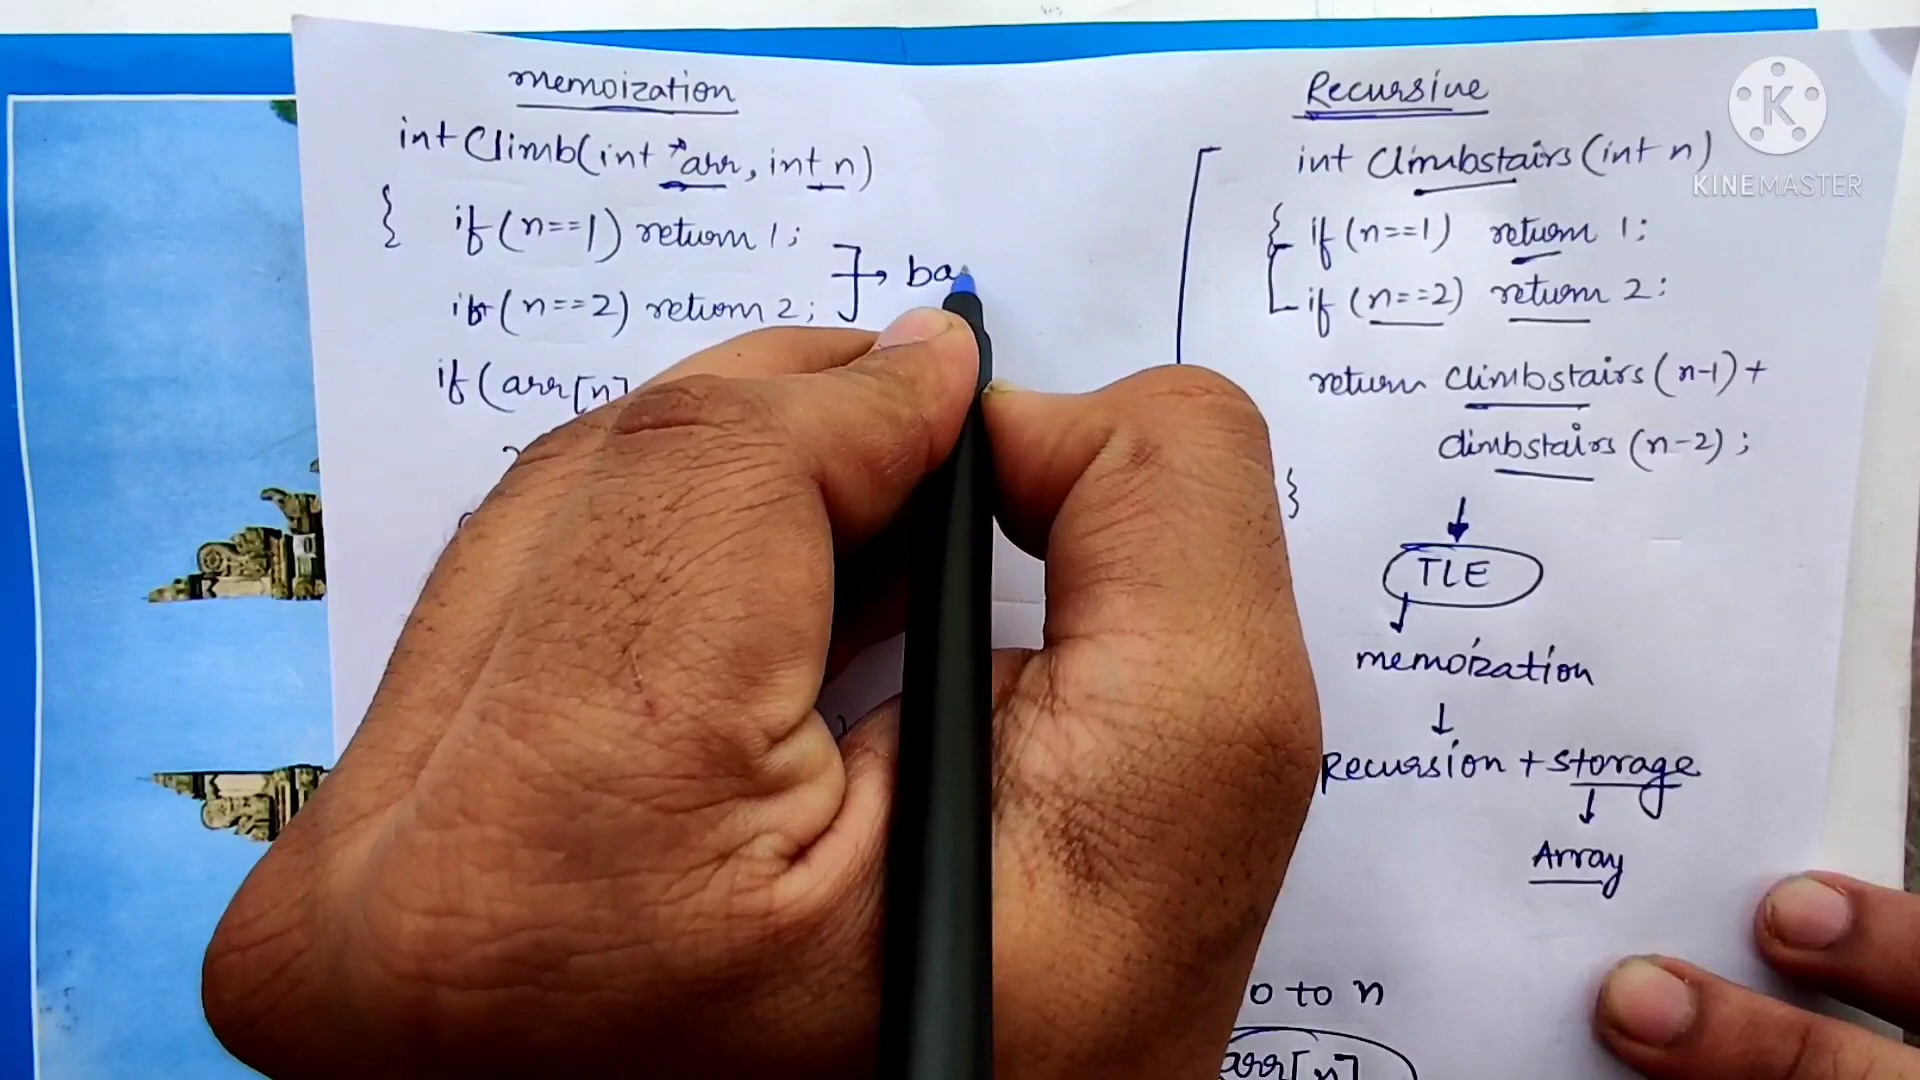 memoization
int Climb(int *arr, int n)
{ if (n==1) return 1;
if (n==2) return 2;
→ ba
if (arr[n]
Recursive
int Climbstairs (int n)
{ if (n==1) return 1;
if (n==2) return 2;
return Climbstairs (n-1) +
Climbstairs (n-2) ;
}
TLE
memoization
↓
Recursion + storage
↓
Array
0 to n
arr[n]
KINEMASTER